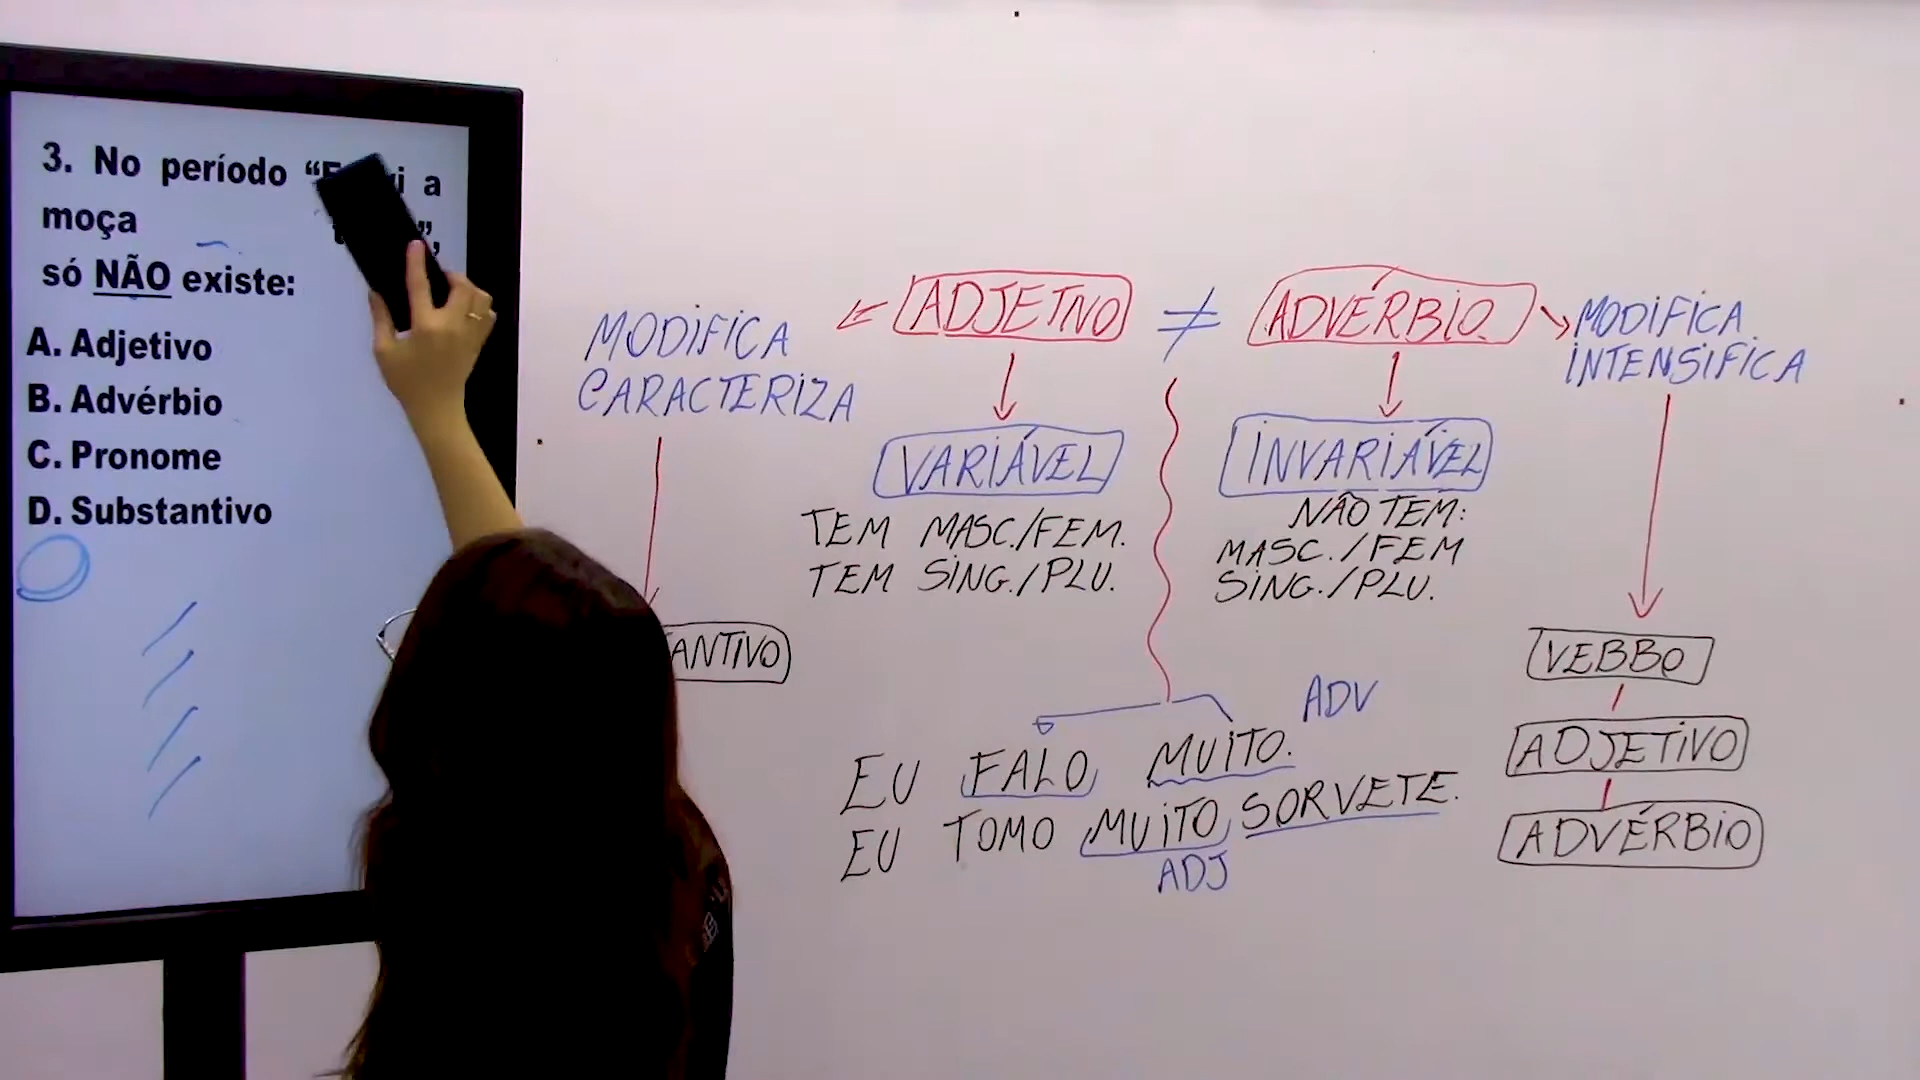 3. No período “E i a
moça ”,
só NÃO existe:
A. Adjetivo
B. Advérbio
C. Pronome
D. Substantivo
MODIFICA
CARACTERIZA
ANTIVO
ADJETIVO ≠ ADVÉRBIO
VARIÁVEL
TEM MASC./FEM.
TEM SING./PLU.
INVARIÁVEL
NÃO TEM:
MASC./FEM
SING./PLU.
MODIFICA
INTENSIFICA
VEBBO
ADJETIVO
ADVÉRBIO
ADV
EU FALO MUITO.
EU TOMO MUITO SORVETE.
ADJ